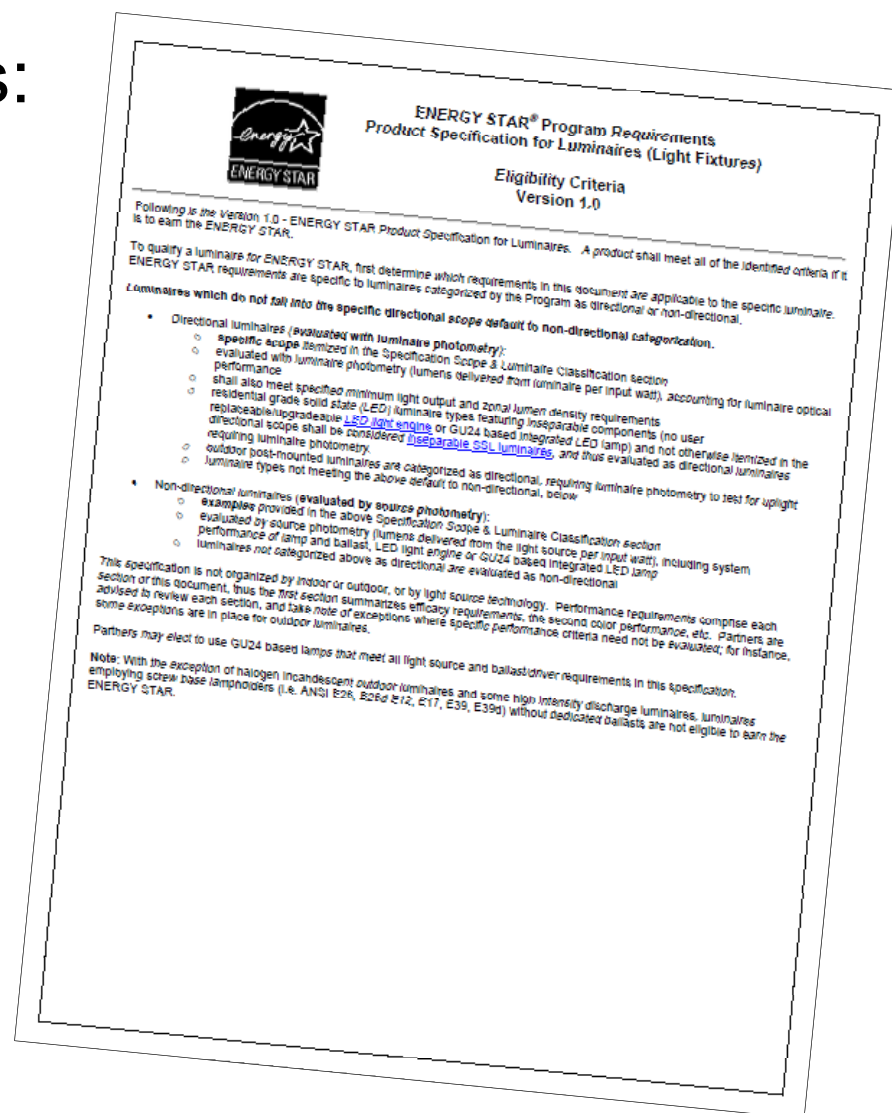 s:
energy
ENERGY STAR
ENERGY STAR® Program Requirements
Product Specification for Luminaires (Light Fixtures)
Eligibility Criteria
Version 1.0
Following is the Version 1.0 - ENERGY STAR Product Specification for Luminaires. A product shall meet all of the identified criteria if it
is to earn the ENERGY STAR.
To qualify a luminaire for ENERGY STAR, first determine which requirements in this document are applicable to the specific luminaire.
ENERGY STAR requirements are specific to luminaires categorized by the Program as directional or non-directional.
Luminaires which do not fall into the specific directional scope default to non-directional categorization.
• Directional luminaires (evaluated with luminaire photometry):
o specific scope itemized in the Specification Scope & Luminaire Classification section
o evaluated with luminaire photometry (lumens delivered from luminaire per input watt), accounting for luminaire optical
performance
o shall also meet specified minimum light output and zonal lumen density requirements
o residential grade solid state (LED) luminaire types featuring inseparable components (no user
replaceable/upgradeable LED light engine or GU24 based integrated LED lamp) and not otherwise itemized in the
directional scope shall be considered inseparable SSL luminaires, and thus evaluated as directional luminaires
requiring luminaire photometry.
o outdoor post-mounted luminaires are categorized as directional, requiring luminaire photometry to test for uplight
o luminaire types not meeting the above default to non-directional, below
• Non-directional luminaires (evaluated by source photometry):
o examples provided in the above Specification Scope & Luminaire Classification section
o evaluated by source photometry (lumens delivered from the light source per input watt), including system
performance of lamp and ballast, LED light engine or GU24 based integrated LED lamp
o luminaires not categorized above as directional are evaluated as non-directional
This specification is not organized by indoor or outdoor, or by light source technology. Performance requirements comprise each
section of this document, thus the first section summarizes efficacy requirements, the second color performance, etc. Partners are
advised to review each section, and take note of exceptions where specific performance criteria need not be evaluated; for instance,
some exceptions are in place for outdoor luminaires.
Partners may elect to use GU24 based lamps that meet all light source and ballast/driver requirements in this specification.
Note: With the exception of halogen incandescent outdoor luminaires and some high intensity discharge luminaires, luminaires
employing screw base lampholders (i.e. ANSI E26, E26d E12, E17, E39, E39d) without dedicated ballasts are not eligible to earn the
ENERGY STAR.